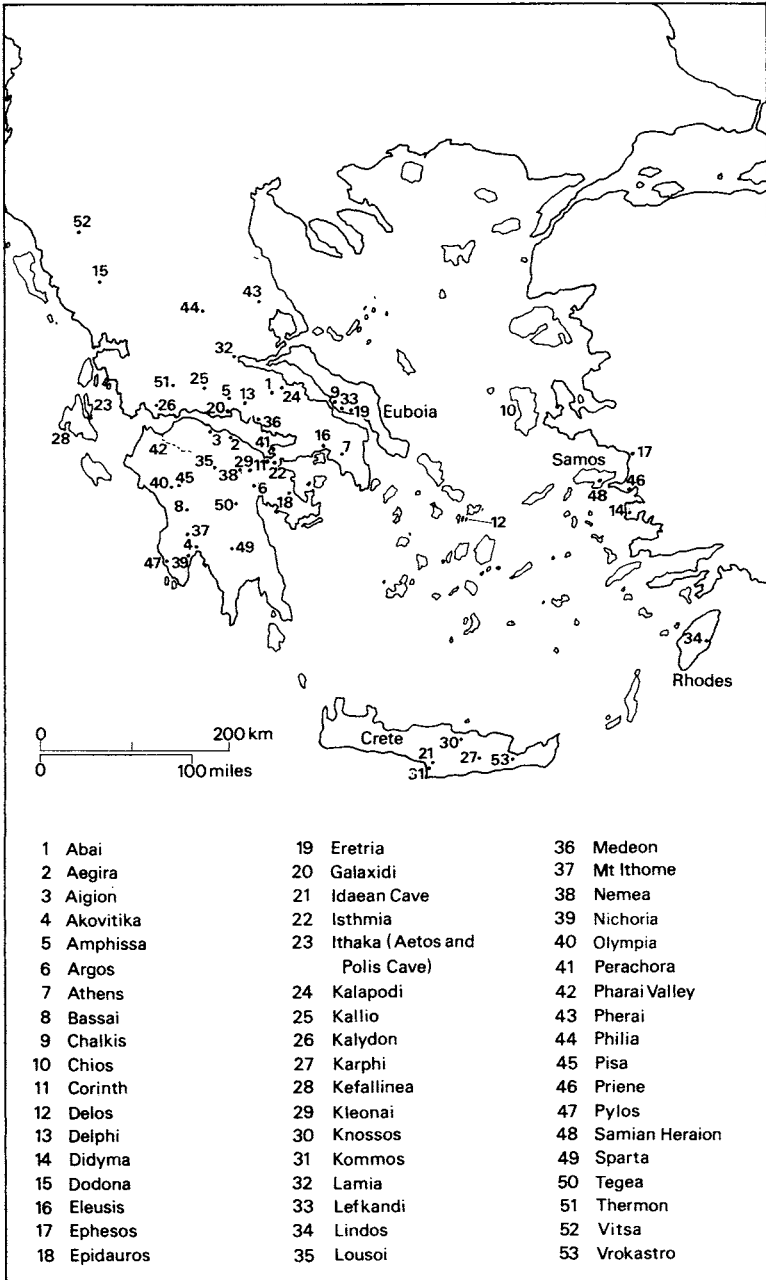 52
15
43
44
32
51
25
5
13
1
24
9
33
19
Euboia
10
23
26
20
36
28
3
2
42
41
16
7
17
35
38
29
11
22
Samos
40
45
6
18
48
46
8
50
12
14
37
4
49
47
39
34
Rhodes
0
200 km
0
100 miles
Crete
30
21
27
53
31
1 Abai
2 Aegira
3 Aigion
4 Akovitika
5 Amphissa
6 Argos
7 Athens
8 Bassai
9 Chalkis
10 Chios
11 Corinth
12 Delos
13 Delphi
14 Didyma
15 Dodona
16 Eleusis
17 Ephesos
18 Epidauros
19 Eretria
20 Galaxidi
21 Idaean Cave
22 Isthmia
23 Ithaka (Aetos and
Polis Cave)
24 Kalapodi
25 Kallio
26 Kalydon
27 Karphi
28 Kefallinea
29 Kleonai
30 Knossos
31 Kommos
32 Lamia
33 Lefkandi
34 Lindos
35 Lousoi
36 Medeon
37 Mt Ithome
38 Nemea
39 Nichoria
40 Olympia
41 Perachora
42 Pharai Valley
43 Pherai
44 Philia
45 Pisa
46 Priene
47 Pylos
48 Samian Heraion
49 Sparta
50 Tegea
51 Thermon
52 Vitsa
53 Vrokastro